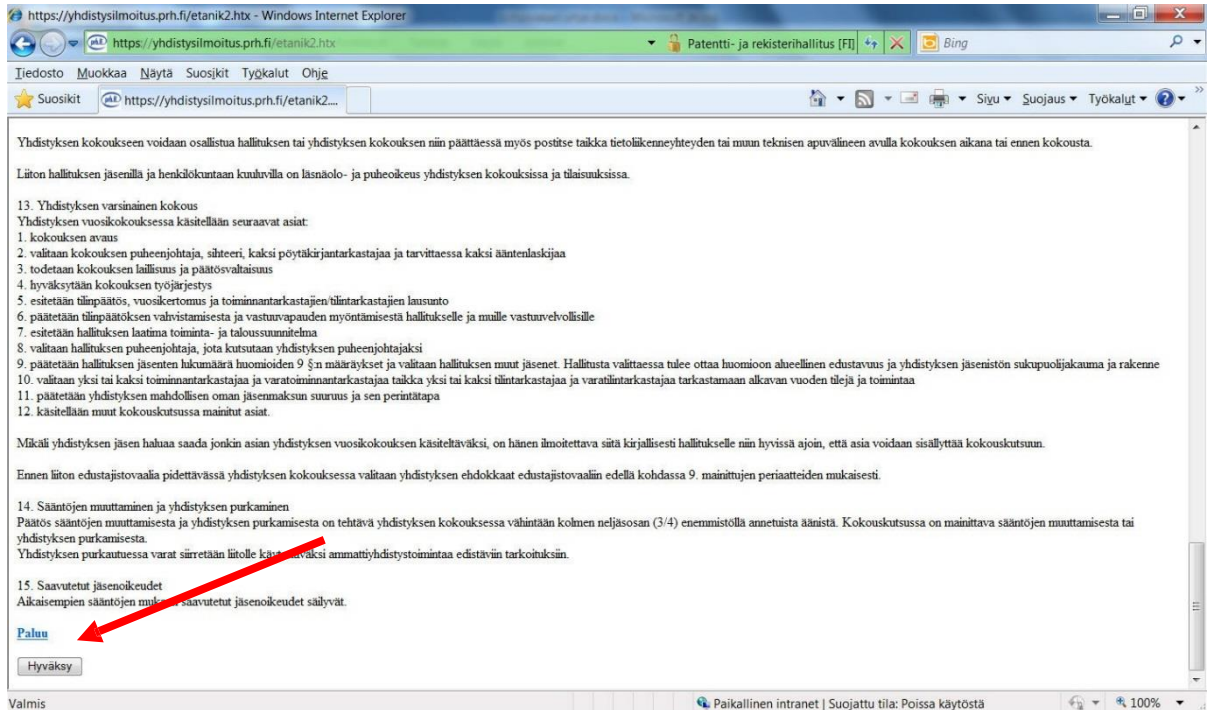 https://yhdistysilmoitus.prh.fi/etanik2.htx - Windows Internet Explorer
https://yhdistysilmoitus.prh.fi/etanik2.htx Patentti- ja rekisterihallitus [FI] Bing
Tiedosto Muokkaa Näytä Suosikit Työkalut Ohje
Suosikit https://yhdistysilmoitus.prh.fi/etanik2.... Sivu Suojaus Työkalut
Yhdistyksen kokoukseen voidaan osallistua hallituksen tai yhdistyksen kokouksen niin päättäessä myös postitse taikka tietoliikenneyhteyden tai muun teknisen apuvälineen avulla kokouksen aikana tai ennen kokousta.
Liiton hallituksen jäsenillä ja henkilökuntaan kuuluvilla on läsnäolo- ja puheoikeus yhdistyksen kokouksissa ja tilaisuuksissa.
13. Yhdistyksen varsinainen kokous
Yhdistyksen vuosikokouksessa käsitellään seuraavat asiat:
1. kokouksen avaus
2. valitaan kokouksen puheenjohtaja, sihteeri, kaksi pöytäkirjantarkastajaa ja tarvittaessa kaksi ääntenlaskijaa
3. todetaan kokouksen laillisuus ja päätösvaltaisuus
4. hyväksytään kokouksen työjärjestys
5. esitetään tilinpäätös, vuosikertomus ja toiminnantarkastajien/tilintarkastajien lausunto
6. päätetään tilinpäätöksen vahvistamisesta ja vastuuvapauden myöntämisestä hallitukselle ja muille vastuuvelvollisille
7. esitetään hallituksen laatima toiminta- ja taloussuunnitelma
8. valitaan hallituksen puheenjohtaja, jota kutsutaan yhdistyksen puheenjohtajaksi
9. päätetään hallituksen jäsenten lukumäärä huomioiden 9 §:n määräykset ja valitaan hallituksen muut jäsenet. Hallitusta valittaessa tulee ottaa huomioon alueellinen edustavuus ja yhdistyksen jäsenistön sukupuolijakauma ja rakenne
10. valitaan yksi tai kaksi toiminnantarkastajaa ja varatoiminnantarkastajaa taikka yksi tai kaksi tilintarkastajaa ja varatilintarkastajaa tarkastamaan alkavan vuoden tilejä ja toimintaa
11. päätetään yhdistyksen mahdollisen oman jäsenmaksun suuruus ja sen perintätapa
12. käsitellään muut kokouskutsussa mainitut asiat.
Mikäli yhdistyksen jäsen haluaa saada jonkin asian yhdistyksen vuosikokouksen käsiteltäväksi, on hänen ilmoitettava siitä kirjallisesti hallitukselle niin hyvissä ajoin, että asia voidaan sisällyttää kokouskutsuun.
Ennen liiton edustajistovaalia pidettävässä yhdistyksen kokouksessa valitaan yhdistyksen ehdokkaat edustajistovaaliin edellä kohdassa 9. mainittujen periaatteiden mukaisesti.
14. Sääntöjen muuttaminen ja yhdistyksen purkaminen
Päätös sääntöjen muuttamisesta ja yhdistyksen purkamisesta on tehtävä yhdistyksen kokouksessa vähintään kolmen neljäsosan (3/4) enemmistöllä annetuista äänistä. Kokouskutsussa on mainittava sääntöjen muuttamisesta tai
yhdistyksen purkamisesta.
Yhdistyksen purkautuessa varat siirretään liitolle ammattiyhdistystoimintaa edistäviin tarkoituksiin.
15. Saavutetut jäsenoikeudet
Aikaisempien sääntöjen saavutetut jäsenoikeudet säilyvät.
Paluu
Hyväksy
Valmis Paikallinen intranet | Suojattu tila: Poissa käytöstä 100%